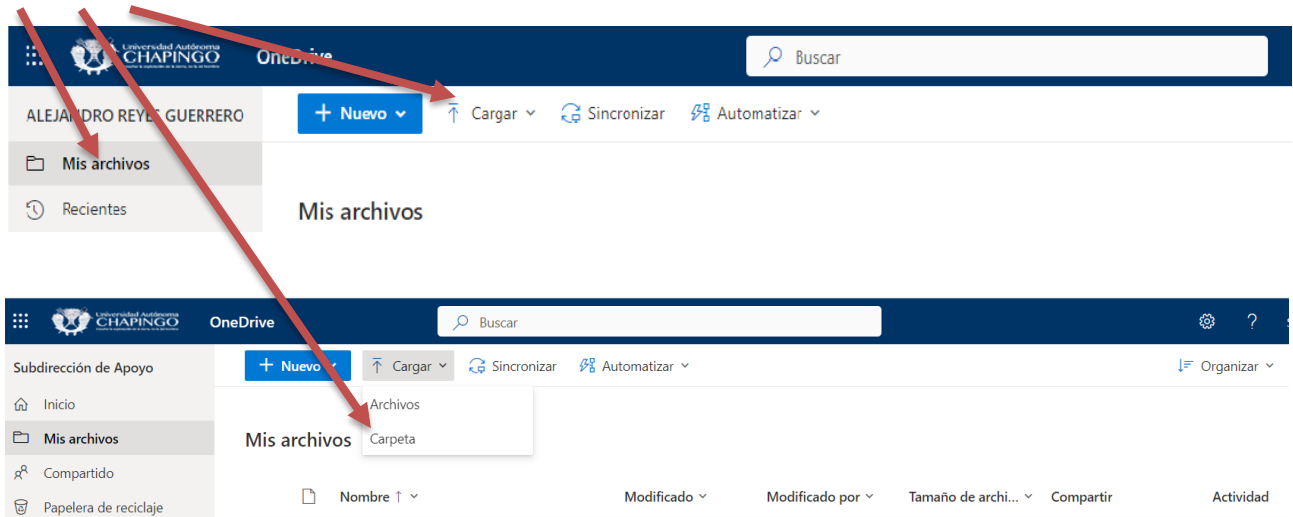 Universidad Autónoma
CHAPINGO
OneDrive
Buscar
ALEJANDRO REYES GUERRERO
Nuevo
Cargar
Sincronizar
Automatizar
Mis archivos
Recientes
Mis archivos
Universidad Autónoma
CHAPINGO
OneDrive
Buscar
?
Subdirección de Apoyo
Nuevo
Cargar
Sincronizar
Automatizar
Organizar
Inicio
Archivos
Mis archivos
Mis archivos
Carpeta
Compartido
Nombre ↑
Modificado
Modificado por
Tamaño de archi...
Compartir
Actividad
Papelera de reciclaje